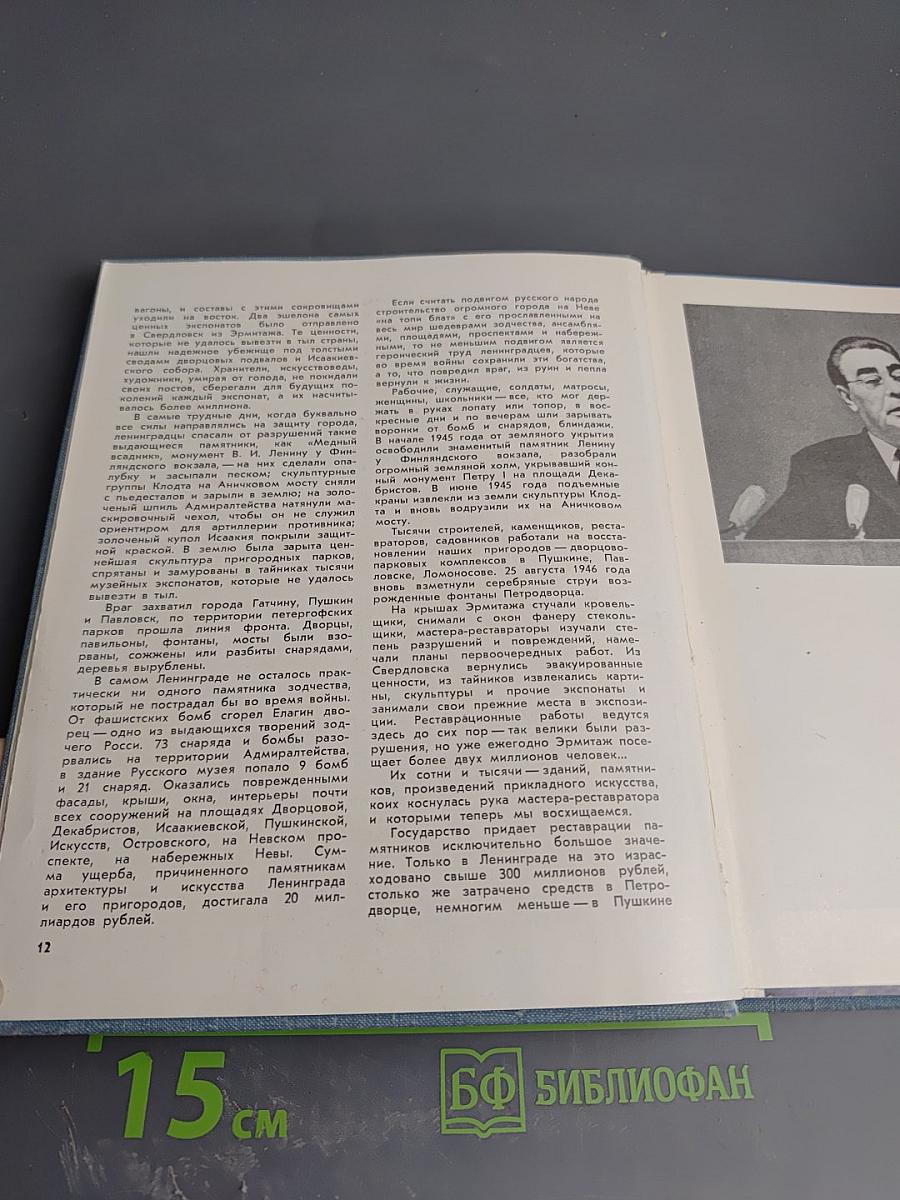 вагоны, и составы с этими сокровищами
уходили на восток. Два эшелона самых
ценных экспонатов было отправлено
в Свердловск из Эрмитажа. Те ценности,
которые не удалось вывезти в тыл страны,
нашли надежное убежище под толстыми
сводами дворцовых подвалов и Исаакиев-
ского собора. Хранители, искусствоведы,
художники, умирая от голода, не покидали
своих постов, сберегали для будущих по-
колений каждый экспонат, а их насчиты-
валось более миллиона.
В самые трудные дни, когда буквально
все силы направлялись на защиту города,
ленинградцы спасали от разрушений такие
выдающиеся памятники, как «Медный
всадник», монумент В. И. Ленину у Фин-
ляндского вокзала, — на них сделали опа-
лубку и засыпали песком; скульптурные
группы Клодта на Аничковом мосту сняли
с пьедесталов и зарыли в землю; на золо-
ченый шпиль Адмиралтейства натянули ма-
скировочный чехол, чтобы он не служил
ориентиром для артиллерии противника;
золоченый купол Исаакия покрыли защит-
ной краской. В землю была зарыта цен-
нейшая скульптура пригородных парков,
спрятаны и замурованы в тайниках тысячи
музейных экспонатов, которые не удалось
вывезти в тыл.
Враг захватил города Гатчину, Пушкин
и Павловск, по территории петергофских
парков прошла линия фронта. Дворцы,
павильоны, фонтаны, мосты были взо-
рваны, сожжены или разбиты снарядами,
деревья вырублены.
В самом Ленинграде не осталось прак-
тически ни одного памятника зодчества,
который не пострадал бы во время войны.
От фашистских бомб сгорел Елагин дво-
рец — одно из выдающихся творений зод-
чего Росси. 73 снаряда и бомбы разо-
рвались на территории Адмиралтейства,
в здание Русского музея попало 9 бомб
и 21 снаряд. Оказались поврежденными
фасады, крыши, окна, интерьеры почти
всех сооружений на площадях Дворцовой,
Декабристов, Исаакиевской, Пушкинской,
Искусств, Островского, на Невском про-
спекте, на набережных Невы. Сум-
ма ущерба, причиненного памятникам
архитектуры и искусства Ленинграда
и его пригородов, достигала 20 мил-
лиардов рублей.
12
Если считать подвигом русского народа
строительство огромного города на Неве
«на топи блат» с его прославленными на
весь мир шедеврами зодчества, ансамбля-
ми, площадями, проспектами и набереж-
ными, то не меньшим подвигом является
героический труд ленинградцев, которые
во время войны сохранили эти богатства,
а то, что повредил враг, из руин и пепла
вернули к жизни.
Рабочие, служащие, солдаты, матросы,
женщины, школьники — все, кто мог дер-
жать в руках лопату или топор, в вос-
кресные дни и по вечерам шли зарывать
воронки от бомб и снарядов, блиндажи.
В начале 1945 года от земляного укрытия
освободили знаменитый памятник Ленину
у Финляндского вокзала, разобрали
огромный земляной холм, укрывавший кон-
ный монумент Петру I на площади Дека-
бристов. В июне 1945 года подъемные
краны извлекли из земли скульптуры Клод-
та и вновь водрузили их на Аничковом
мосту.
Тысячи строителей, каменщиков, реста-
враторов, садовников работали на восста-
новлении наших пригородов — дворцово-
парковых комплексов в Пушкине, Пав-
ловске, Ломоносове. 25 августа 1946 года
вновь взметнули серебряные струи воз-
рожденные фонтаны Петродворца.
На крышах Эрмитажа стучали кровель-
щики, снимали с окон фанеру стеколь-
щики, мастера-реставраторы изучали сте-
пень разрушений и повреждений, наме-
чали планы первоочередных работ. Из
Свердловска вернулись эвакуированные
ценности, из тайников извлекались карти-
ны, скульптуры и прочие экспонаты и
занимали свои прежние места в экспози-
ции. Реставрационные работы ведутся
здесь до сих пор — так велики были раз-
рушения, но уже ежегодно Эрмитаж посе-
щает более двух миллионов человек...
Их сотни и тысячи — зданий, памятни-
ков, произведений прикладного искусства,
коих коснулась рука мастера-реставратора
и которыми теперь мы восхищаемся.
Государство придает реставрации па-
мятников исключительно большое значе-
ние. Только в Ленинграде на это израс-
ходовано свыше 300 миллионов рублей,
столько же затрачено средств в Петро-
дворце, немногим меньше — в Пушкине
15 см
БФ БИБЛИОФАН